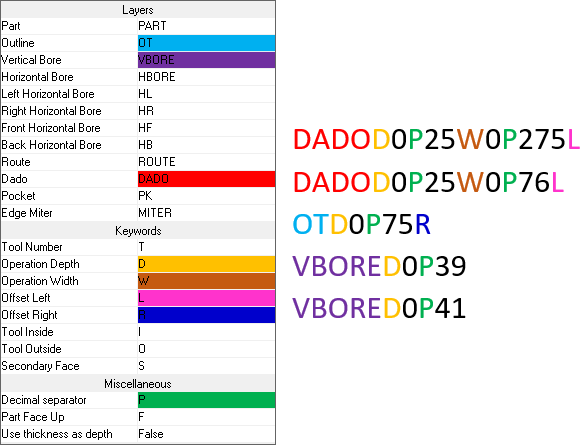 Layers
Part PART
Outline OT
Vertical Bore VBORE
Horizontal Bore HBORE
Left Horizontal Bore HL
Right Horizontal Bore HR
Front Horizontal Bore HF
Back Horizontal Bore HB
Route ROUTE
Dado DADO
Pocket PK
Edge Miter MITER
Keywords
Tool Number T
Operation Depth D
Operation Width W
Offset Left L
Offset Right R
Tool Inside I
Tool Outside O
Secondary Face S
Miscellaneous
Decimal separator P
Part Face Up F
Use thickness as depth False
DADOD0P25W0P275L
DADOD0P25W0P76L
OTD0P75R
VBORED0P39
VBORED0P41